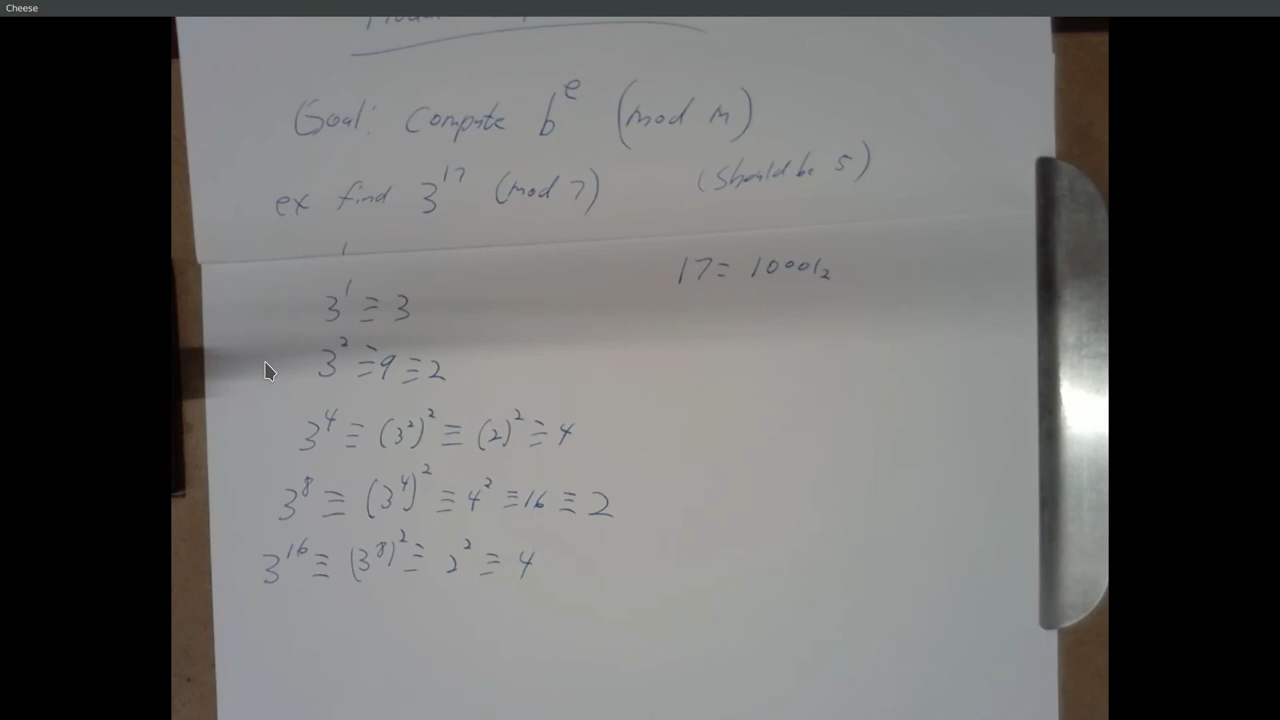 Cheese
Goal: Compute b^e (mod m)
ex find 3^17 (mod 7) (should be 5)
17 = 10001₂
3^1 ≡ 3
3^2 ≡ 9 ≡ 2
3^4 ≡ (3^2)^2 ≡ (2)^2 ≡ 4
3^8 ≡ (3^4)^2 ≡ 4^2 ≡ 16 ≡ 2
3^16 ≡ (3^8)^2 ≡ 2^2 ≡ 4